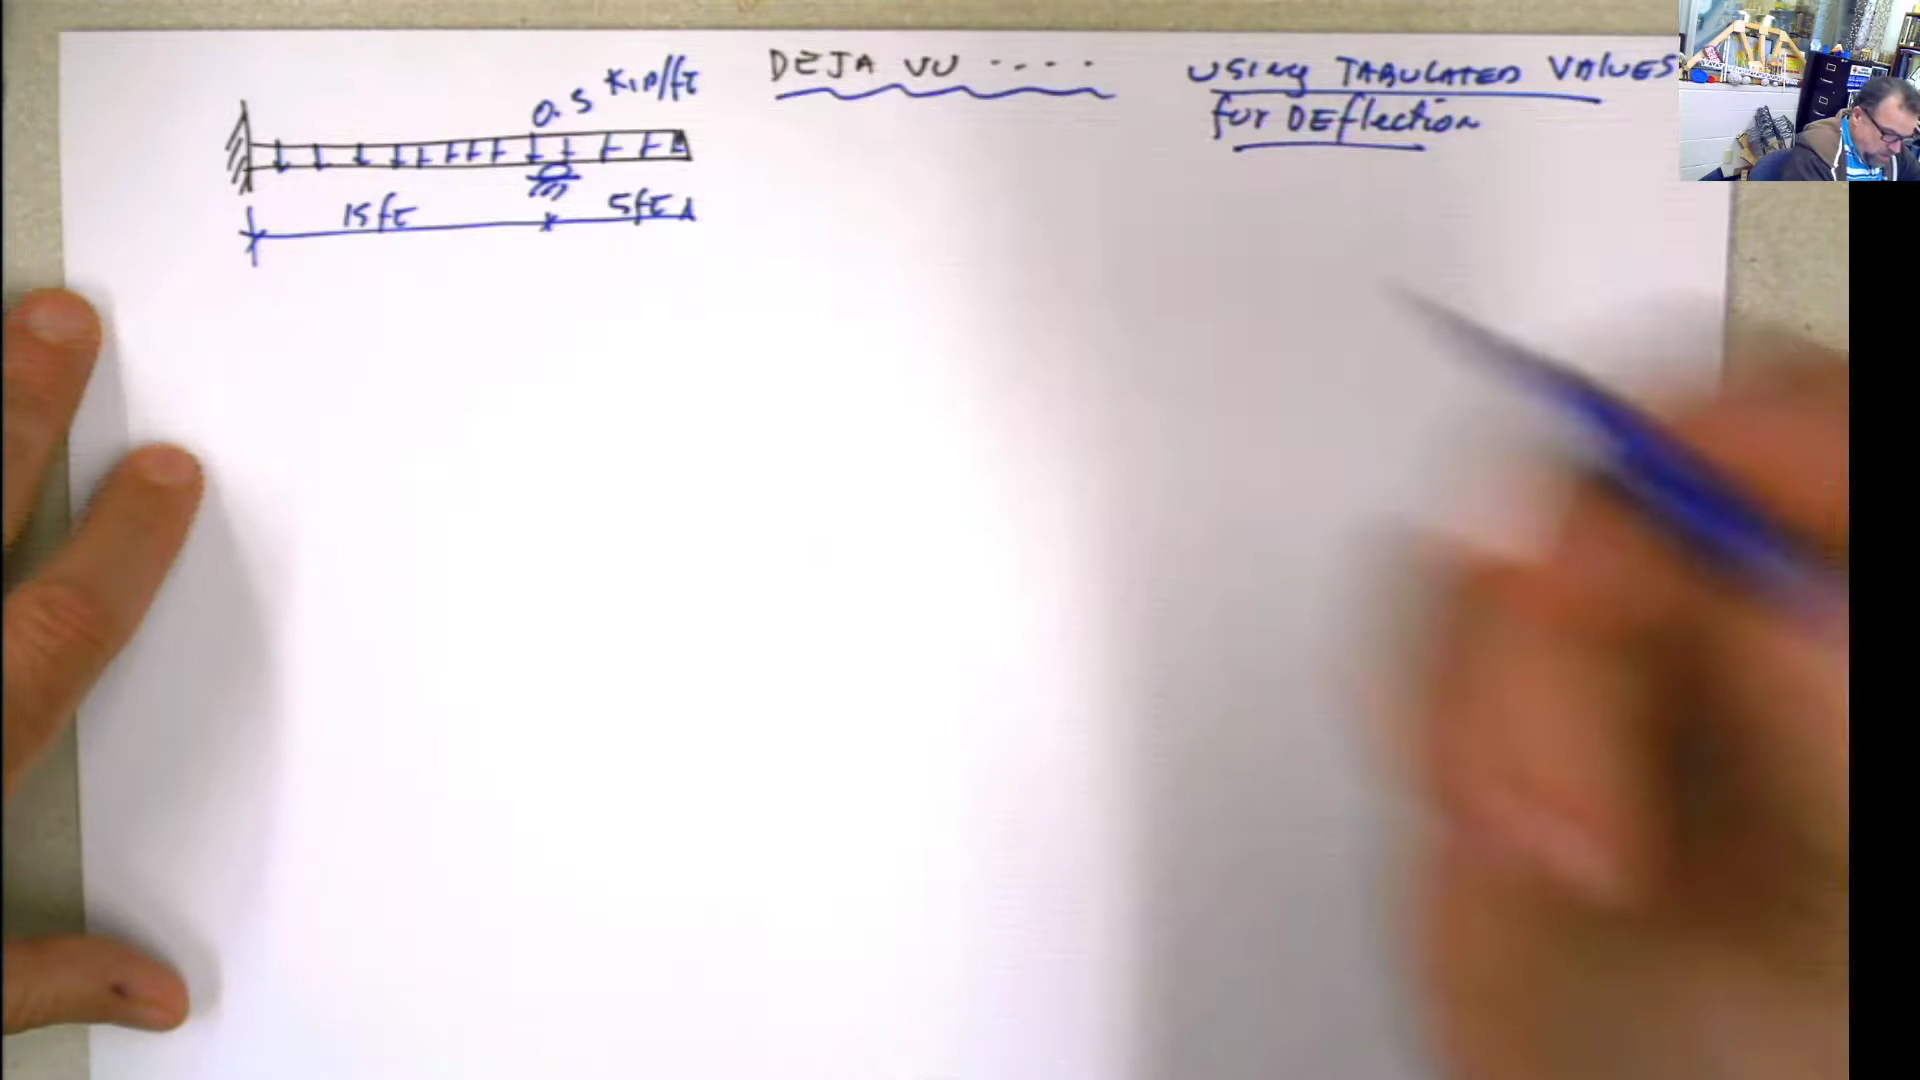 DEJA VU ....
USING TABULATED VALUES
for DEflection
0.5 Kip/ft
15ft
5ft